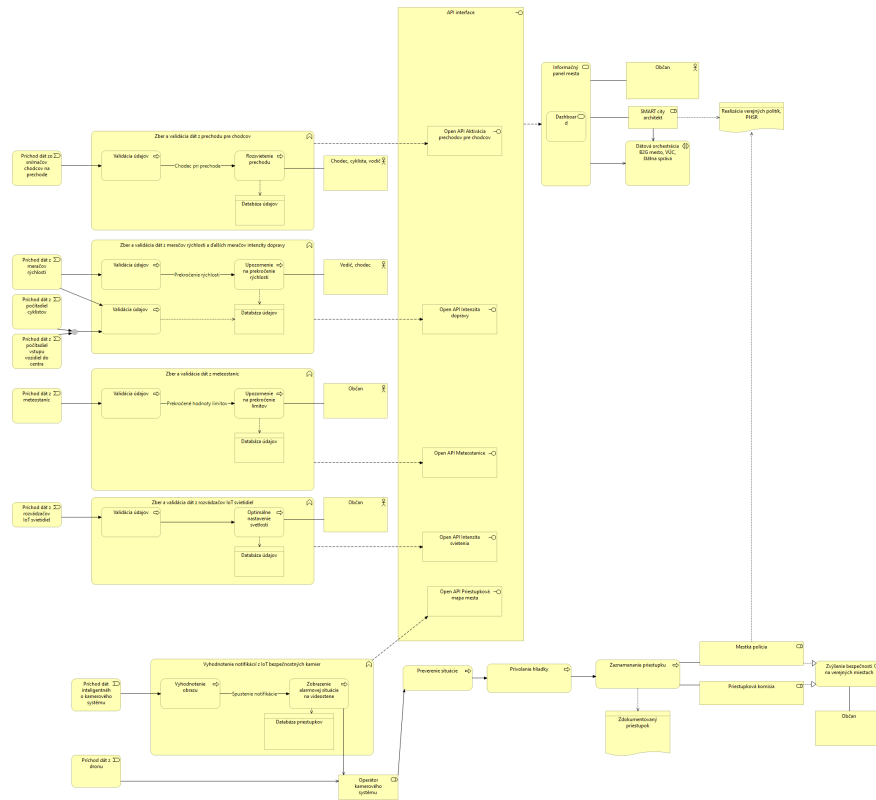 API interface
Informačný
panel mesta
Občan
Dashboar
d
SMART city
architekt
Realizácia verejných politík,
PHSR
Dátová orchestrácia
B2G mesto, VÚC,
štátna správa
Open API Aktivácia
prechodov pre chodcov
Zber a validácia dát z prechodu pre chodcov
Príchod dát zo
snímačov
chodcov na
prechode
Validácia údajov
Chodec pri prechode
Rozsvietenie
prechodu
Chodec, cyklista, vodič
Databáza údajov
Zber a validácia dát z meračov rýchlosti a ďalších meračov intenzity dopravy
Príchod dát z
meračov
rýchlosti
Validácia údajov
Prekročenie rýchlosti
Upozornenie
na prekročenie
rýchlosti
Vodič, chodec
Príchod dát z
počítadiel
cyklistov
Validácia údajov
Databáza údajov
Open API Intenzita
dopravy
Príchod dát z
počítadiel
vstupu
vozidiel do
centra
Zber a validácia dát z meteostaníc
Príchod dát z
meteostaníc
Validácia údajov
Prekročené hodnoty limitov
Upozornenie
na prekročenie
limitov
Občan
Databáza údajov
Open API Meteostanice
Zber a validácia dát z rozvádzačov IoT svietidiel
Príchod dát z
rozvádzačov
IoT svietidiel
Validácia údajov
Optimálne
nastavenie
svetlosti
Občan
Databáza údajov
Open API Intenzita
svietenia
Open API Priestupková
mapa mesta
Vyhodnotenie notifikácií z IoT bezpečnostných kamier
Príchod dát
inteligentnéh
o kamerového
systému
Vyhodnotenie
obrazu
Spustenie notifikácie
Zobrazenie
alarmovej situácie
na videostene
Databáza priestupkov
Preverenie situácie
Privolanie hliadky
Zaznamenanie priestupku
Mestká polícia
Priestupková komisia
Zvýšenie bezpečnosti
na verejných miestach
Občan
Zdokumentovaný
priestupok
Príchod dát z
dronu
Operátor
kamerového
systému